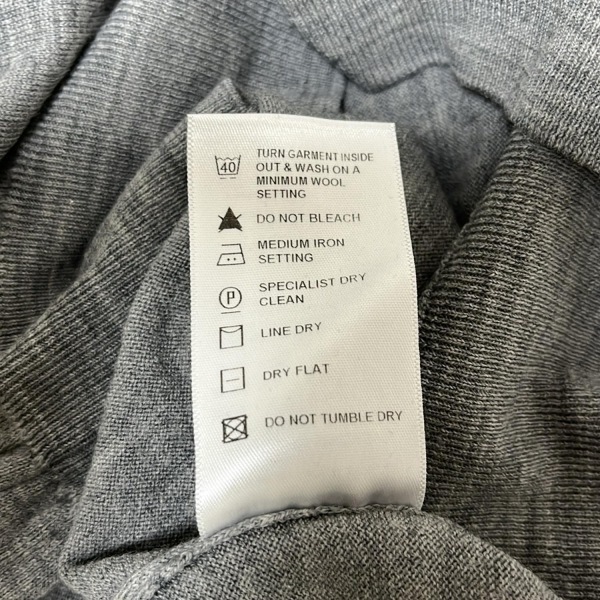 40
TURN GARMENT INSIDE
OUT & WASH ON A
MINIMUM WOOL
SETTING
DO NOT BLEACH
MEDIUM IRON
SETTING
P
SPECIALIST DRY
CLEAN
LINE DRY
DRY FLAT
DO NOT TUMBLE DRY